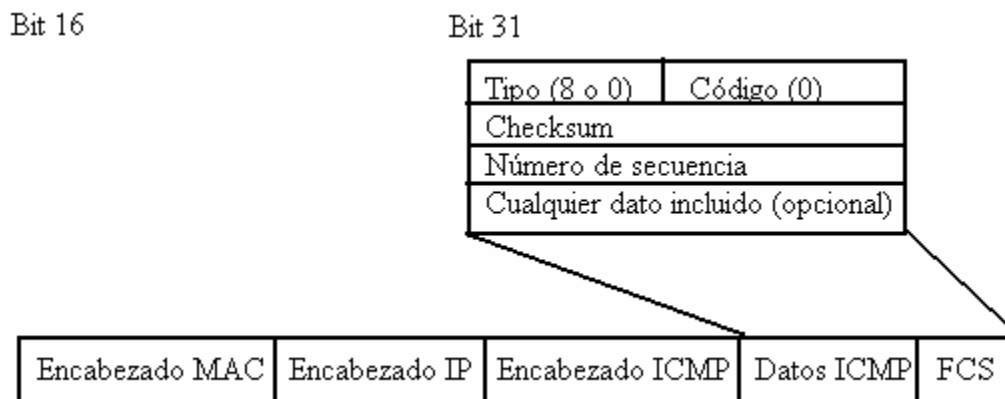 Bit 16 Bit 31
Tipo (8 o 0) Código (0)
Checksum
Número de secuencia
Cualquier dato incluido (opcional)
Encabezado MAC Encabezado IP Encabezado ICMP Datos ICMP FCS